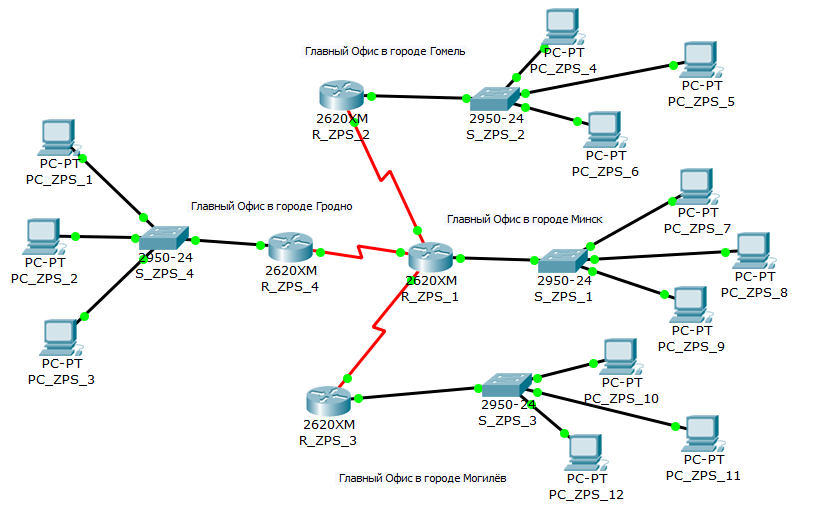 Главный Офис в городе Гомель
PC-PT
PC_ZPS_4
PC-PT
PC_ZPS_5
2620XM
R_ZPS_2
2950-24
S_ZPS_2
PC-PT
PC_ZPS_6
PC-PT
PC_ZPS_1
Главный Офис в городе Гродно
Главный Офис в городе Минск
PC-PT
PC_ZPS_7
PC-PT
PC_ZPS_2
2950-24
S_ZPS_4
2620XM
R_ZPS_4
2620XM
R_ZPS_1
2950-24
S_ZPS_1
PC-PT
PC_ZPS_8
PC-PT
PC_ZPS_9
PC-PT
PC_ZPS_3
2620XM
R_ZPS_3
2950-24
S_ZPS_3
PC-PT
PC_ZPS_10
PC-PT
PC_ZPS_11
PC-PT
PC_ZPS_12
Главный Офис в городе Могилёв